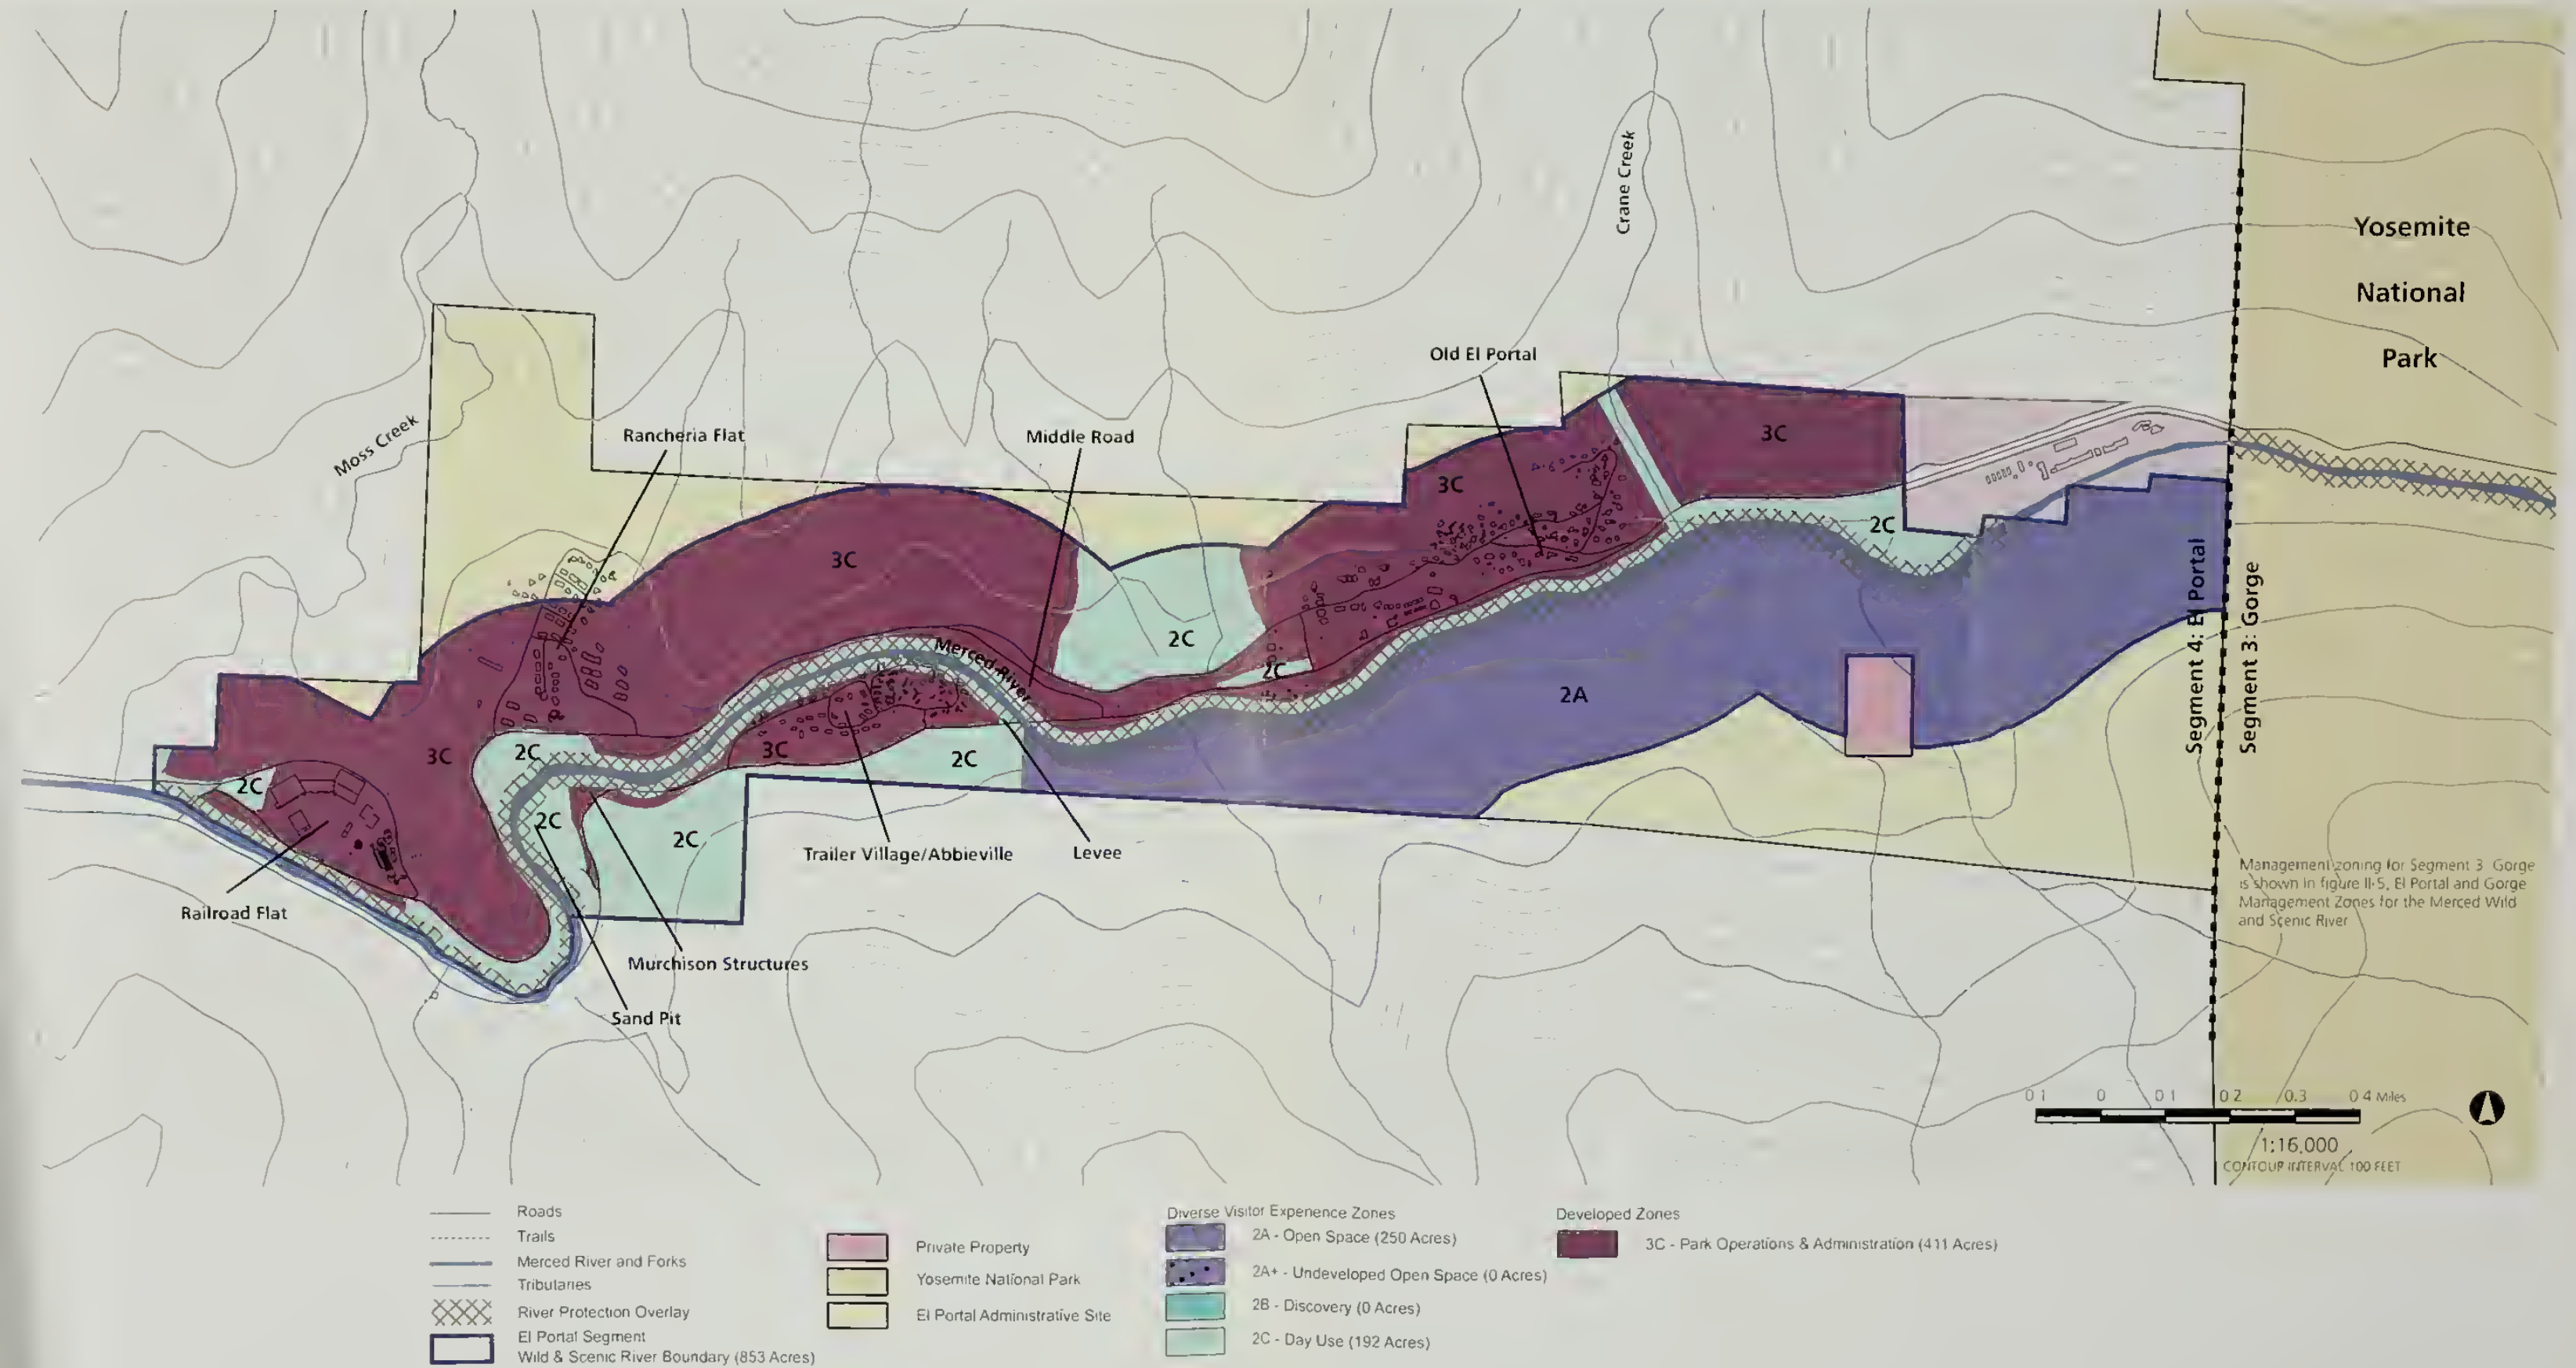 Crane Creek
Yosemite
National
Park
Old El Portal
3C
Moss Creek
Rancheria Flat
Middle Road
3C
3C
2C
Segment 4: El Portal
Segment 3: Gorge
2C
Merced River
2C
2A
3C
2C
3C
2C
2C
2C
2C
Trailer Village/Abbieville
Levee
Railroad Flat
Murchison Structures
Sand Pit
Management zoning for Segment 3 Gorge
is shown in figure II-5, El Portal and Gorge
Management Zones for the Merced Wild
and Scenic River
0 1 0 0 1 0 2 0.3 0 4 Miles
1:16,000
CONTOUR INTERVAL 100 FEET
Roads
Trails
Merced River and Forks
Tributaries
River Protection Overlay
El Portal Segment
Wild & Scenic River Boundary (853 Acres)
Private Property
Yosemite National Park
El Portal Administrative Site
Diverse Visitor Experience Zones
2A - Open Space (250 Acres)
2A+ - Undeveloped Open Space (0 Acres)
2B - Discovery (0 Acres)
2C - Day Use (192 Acres)
Developed Zones
3C - Park Operations & Administration (411 Acres)